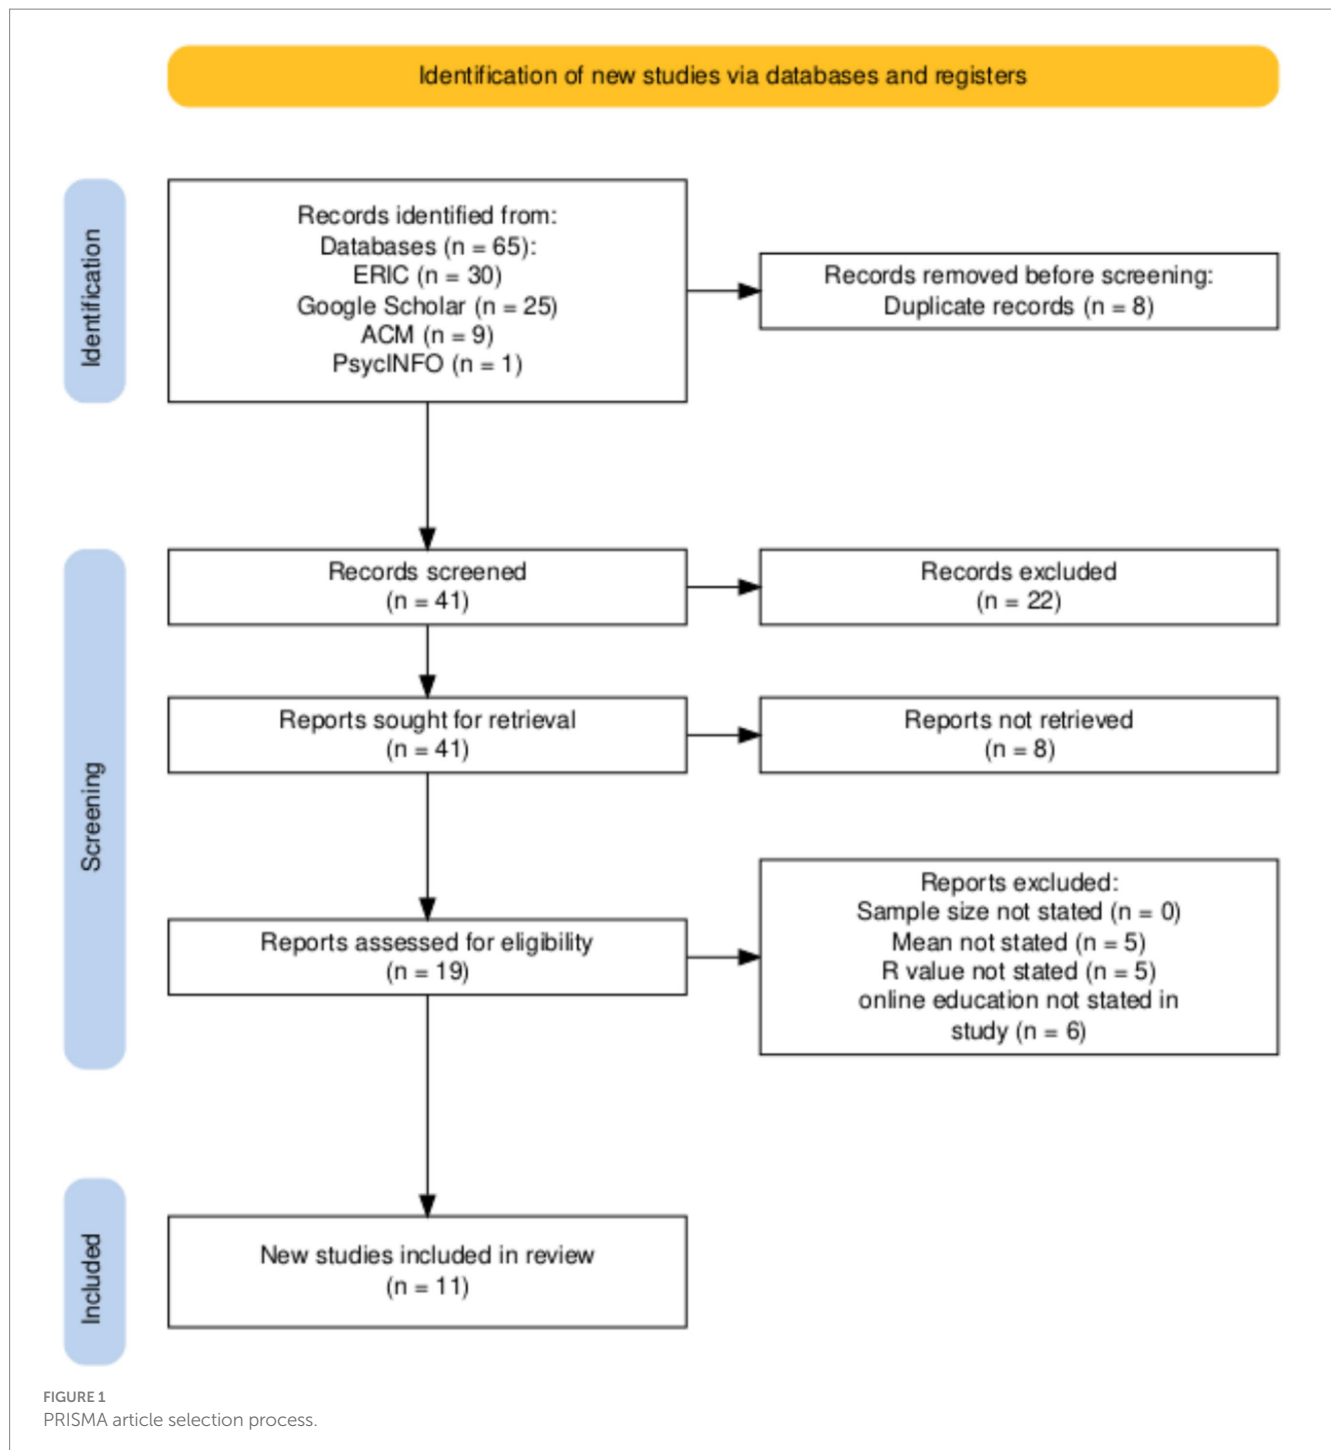 Identification of new studies via databases and registers
Identification
Records identified from:
Databases (n = 65):
ERIC (n = 30)
Google Scholar (n = 25)
ACM (n = 9)
PsycINFO (n = 1)
Records removed before screening:
Duplicate records (n = 8)
Screening
Records screened
(n = 41)
Records excluded
(n = 22)
Reports sought for retrieval
(n = 41)
Reports not retrieved
(n = 8)
Reports assessed for eligibility
(n = 19)
Reports excluded:
Sample size not stated (n = 0)
Mean not stated (n = 5)
R value not stated (n = 5)
online education not stated in
study (n = 6)
Included
New studies included in review
(n = 11)
FIGURE 1
PRISMA article selection process.